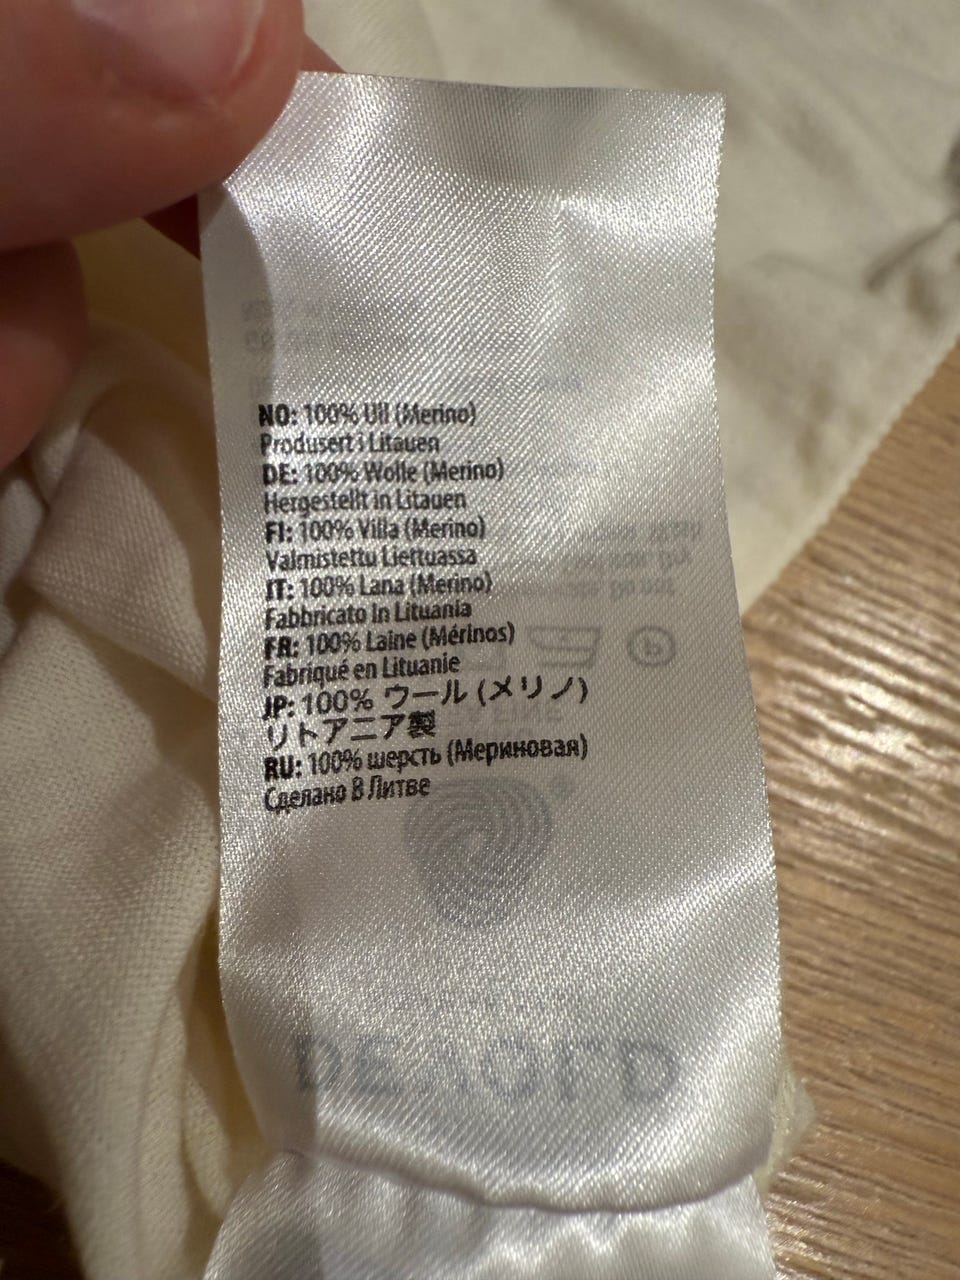 NO: 100% Ull (Merino)
Produsert i Litauen
DE: 100% Wolle (Merino)
Hergestellt in Litauen
FI: 100% Villa (Merino)
Valmistettu Liettuassa
IT: 100% Lana (Merino)
Fabbricato in Lituania
FR: 100% Laine (Mérinos)
Fabriqué en Lituanie
JP: 100% ウール (メリノ)
リトアニア製
RU: 100% шерсть (Мериновая)
Сделано В Литве